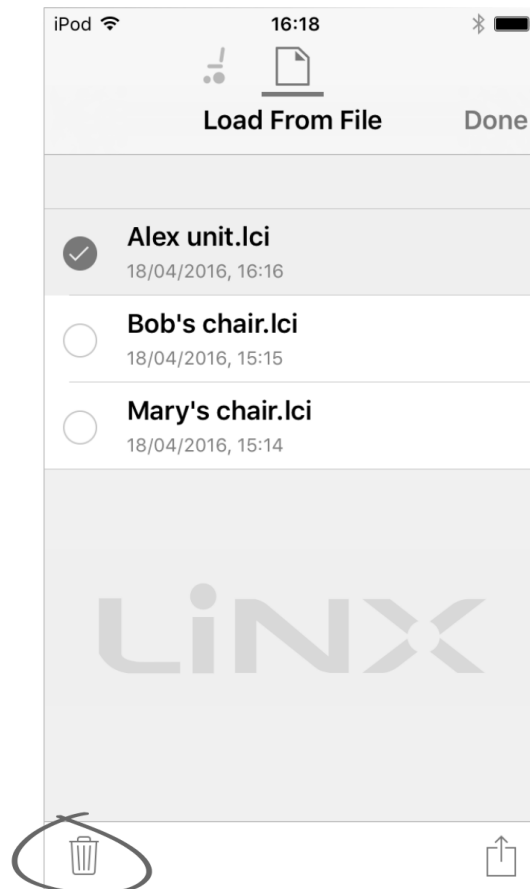 iPod 16:18
Load From File Done
Alex unit.lci
18/04/2016, 16:16
Bob's chair.lci
18/04/2016, 15:15
Mary's chair.lci
18/04/2016, 15:14
LiNX